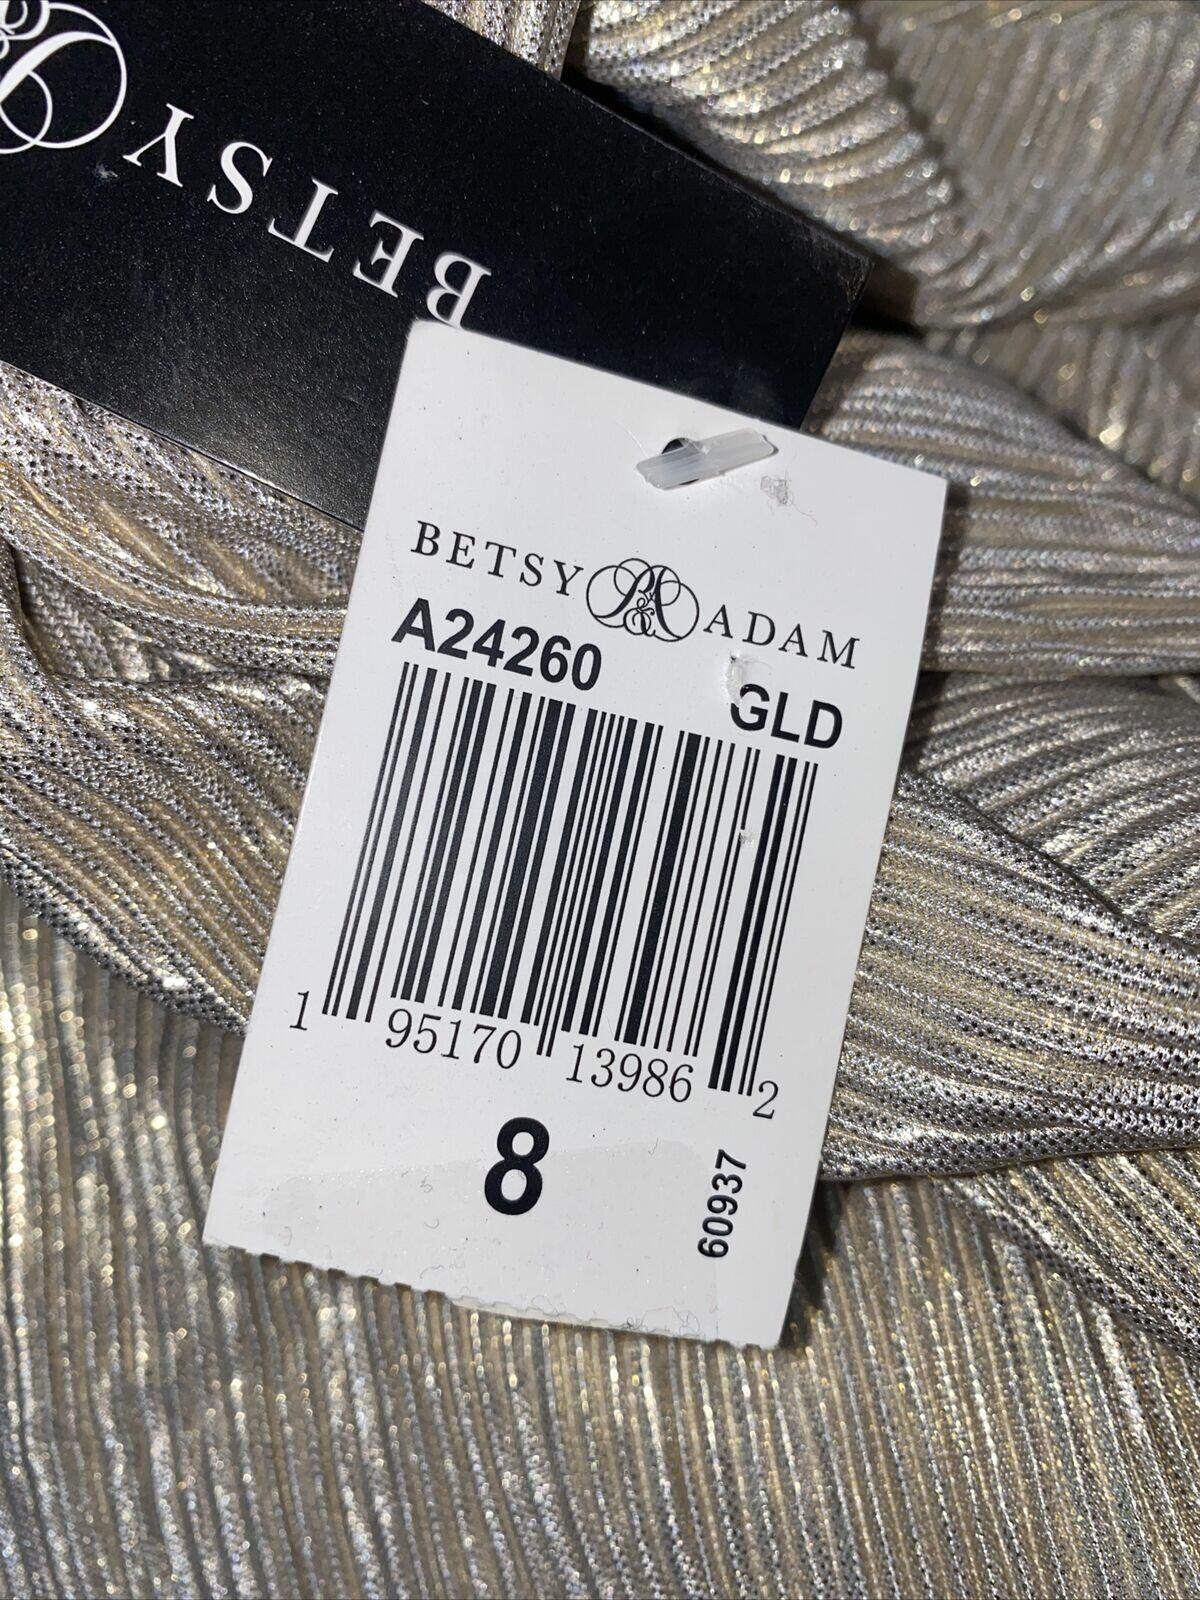 BETSY
BETSY B&A ADAM
A24260
GLD
1 95170 13986 2
8
60937